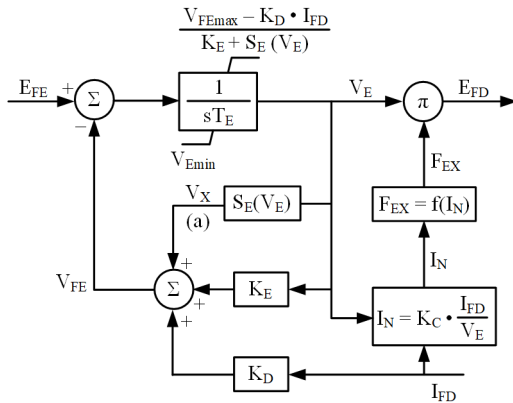 V_FEmax − K_D • I_FD
K_E + S_E (V_E)
E_FE
+
Σ
−
1
sT_E
V_E
π
E_FD
V_Emin
F_EX
V_X
(a)
S_E(V_E)
F_EX = f(I_N)
V_FE
+
Σ
+
+
K_E
I_N
I_N = K_C • I_FD
V_E
K_D
I_FD